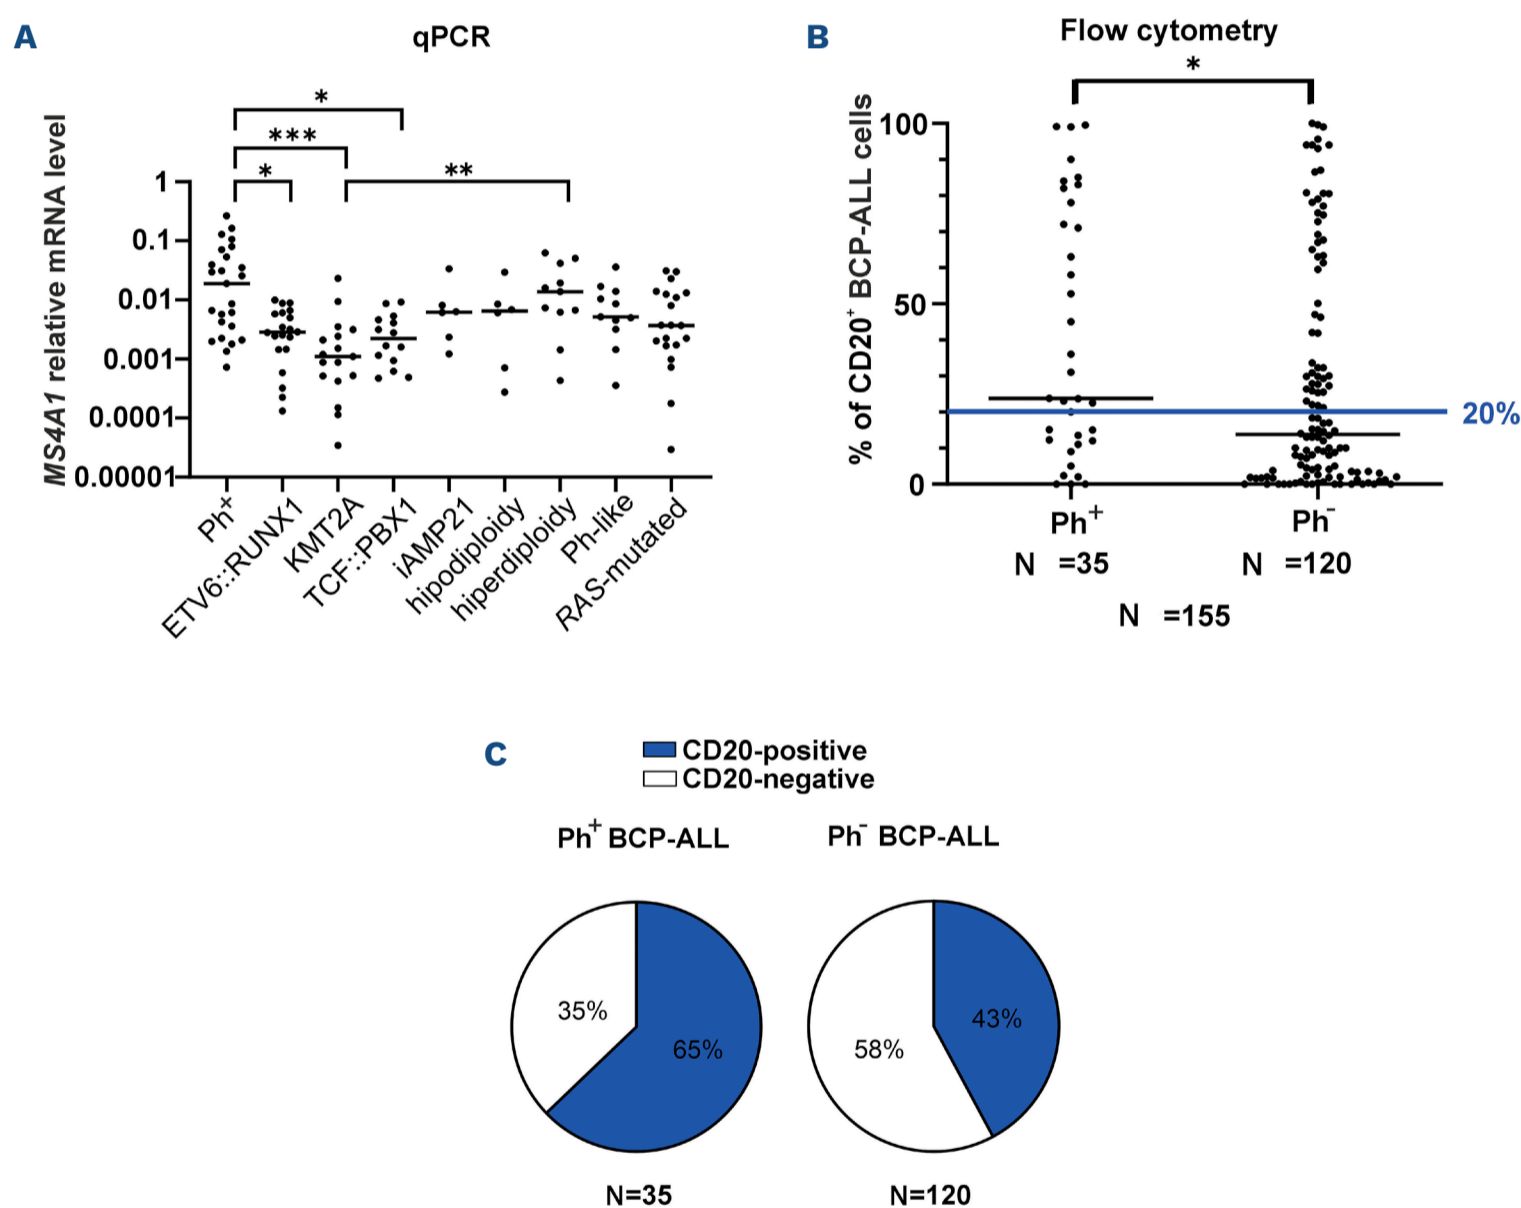 A
qPCR
MS4A1 relative mRNA level
*
***
*
**
1
0.1
0.01
0.001
0.0001
0.00001
Ph+
ETV6::RUNX1
KMT2A
TCF::PBX1
iAMP21
hipodiploidy
hiperdiploidy
Ph-like
RAS-mutated
B
Flow cytometry
*
% of CD20+ BCP-ALL cells
100
50
0
20%
Ph+
Ph-
N =35
N =120
N =155
C
CD20-positive
CD20-negative
Ph+ BCP-ALL
Ph- BCP-ALL
35%
65%
58%
43%
N=35
N=120